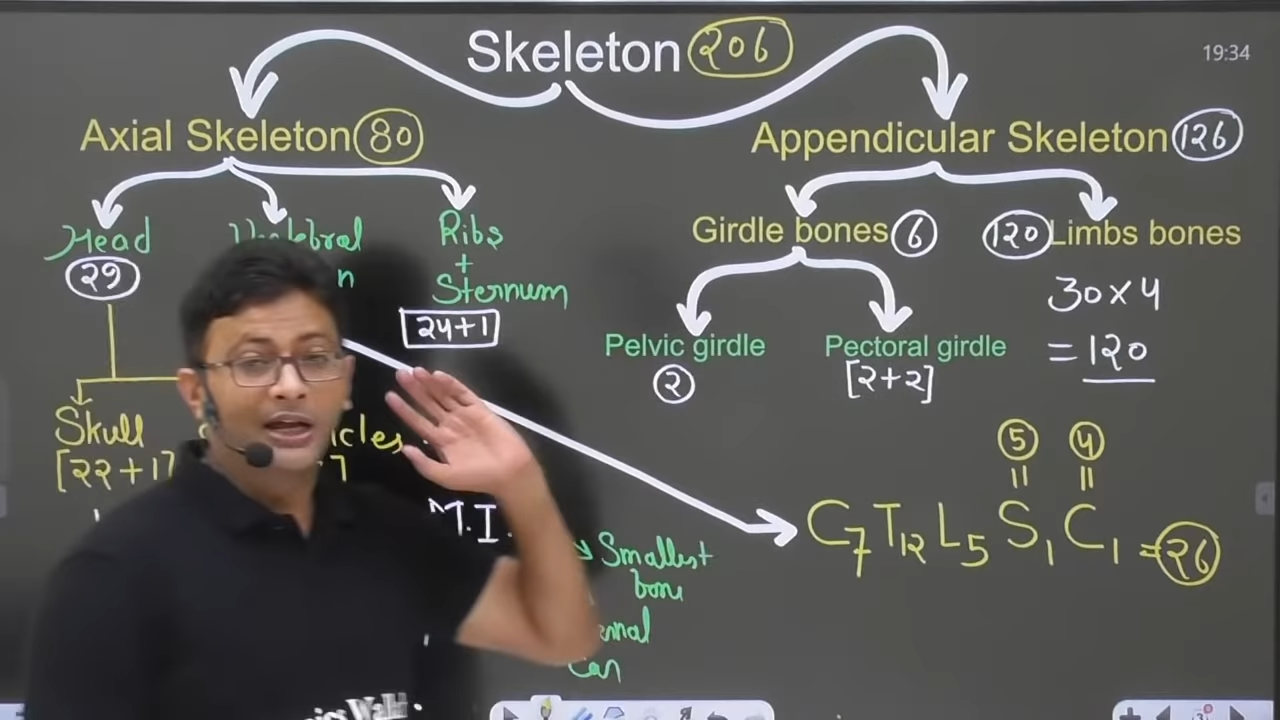 Skeleton 206
19:34
Axial Skeleton 80
Appendicular Skeleton 126
Head
29
Ribs
+
Sternum
24+1
Girdle bones 6
120 Limbs bones
30×4
=120
Pelvic girdle
2
Pectoral girdle
[2+2]
Skull
[22+1
M.I.
Smallest
bone
5
4
C7 T12 L5 S1 C1 = 26